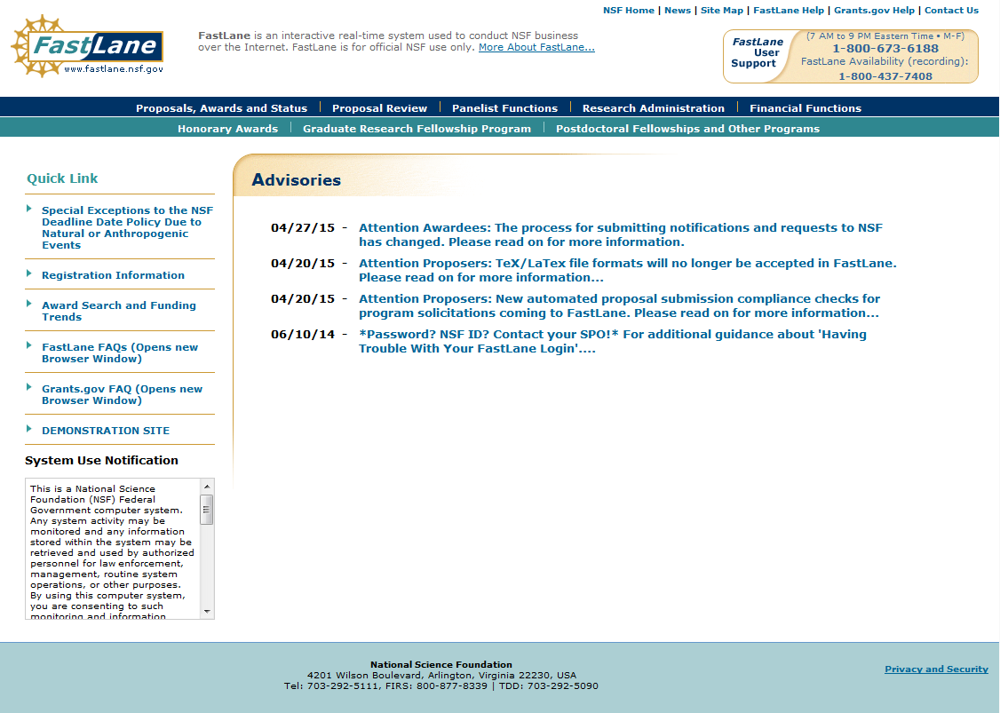 NSF Home | News | Site Map | FastLane Help | Grants.gov Help | Contact Us
FastLane
www.fastlane.nsf.gov
FastLane is an interactive real-time system used to conduct NSF business
over the Internet. FastLane is for official NSF use only. More About FastLane...
FastLane
User
Support
(7 AM to 9 PM Eastern Time • M-F)
1-800-673-6188
FastLane Availability (recording):
1-800-437-7408
Proposals, Awards and Status | Proposal Review | Panelist Functions | Research Administration | Financial Functions
Honorary Awards | Graduate Research Fellowship Program | Postdoctoral Fellowships and Other Programs
Quick Link
Special Exceptions to the NSF
Deadline Date Policy Due to
Natural or Anthropogenic
Events
Registration Information
Award Search and Funding
Trends
FastLane FAQs (Opens new
Browser Window)
Grants.gov FAQ (Opens new
Browser Window)
DEMONSTRATION SITE
System Use Notification
This is a National Science
Foundation (NSF) Federal
Government computer system.
Any system activity may be
monitored and any information
stored within the system may be
retrieved and used by authorized
personnel for law enforcement,
management, routine system
operations, or other purposes.
By using this computer system,
you are consenting to such
monitoring and information
Advisories
04/27/15 - Attention Awardees: The process for submitting notifications and requests to NSF
has changed. Please read on for more information.
04/20/15 - Attention Proposers: TeX/LaTex file formats will no longer be accepted in FastLane.
Please read on for more information...
04/20/15 - Attention Proposers: New automated proposal submission compliance checks for
program solicitations coming to FastLane. Please read on for more information...
06/10/14 - *Password? NSF ID? Contact your SPO!* For additional guidance about 'Having
Trouble With Your FastLane Login'....
National Science Foundation
4201 Wilson Boulevard, Arlington, Virginia 22230, USA
Tel: 703-292-5111, FIRS: 800-877-8339 | TDD: 703-292-5090
Privacy and Security